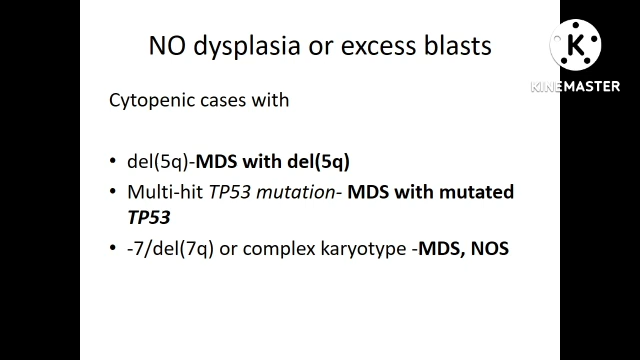 NO dysplasia or excess blasts
K
KINEMASTER
Cytopenic cases with
• del(5q)-MDS with del(5q)
• Multi-hit TP53 mutation- MDS with mutated
TP53
• -7/del(7q) or complex karyotype -MDS, NOS